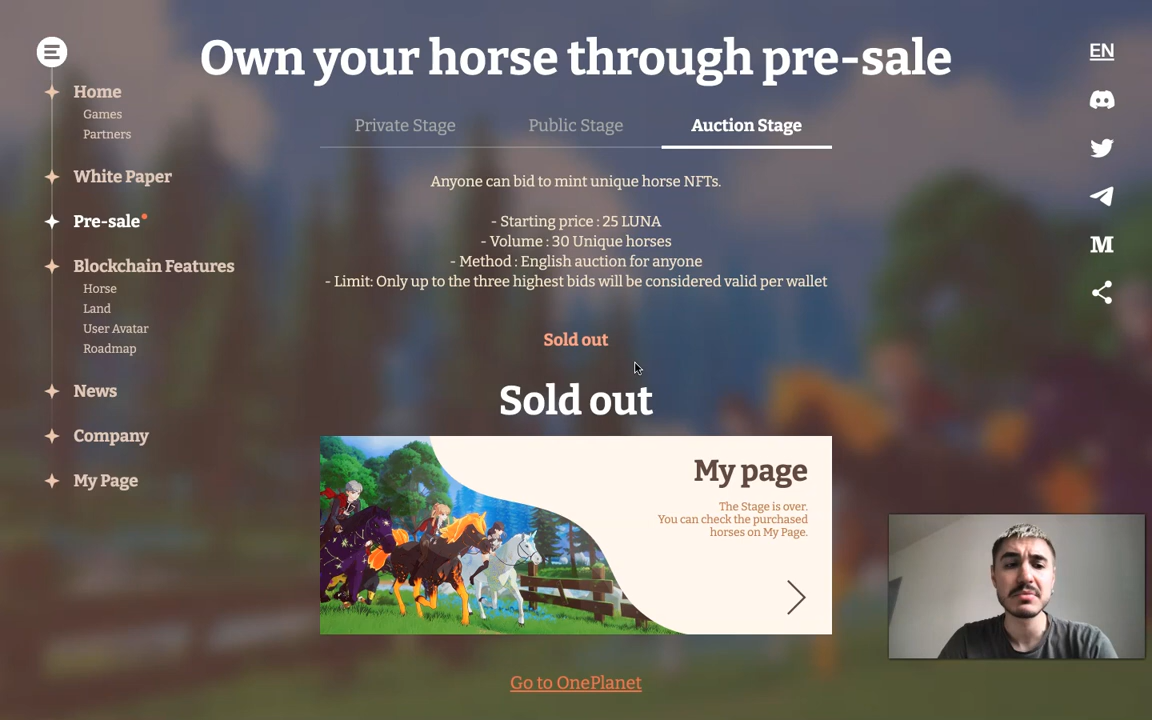 Own your horse through pre-sale
EN
Home
Games
Partners
White Paper
Pre-sale
Blockchain Features
Horse
Land
User Avatar
Roadmap
News
Company
My Page
Private Stage
Public Stage
Auction Stage
Anyone can bid to mint unique horse NFTs.
- Starting price : 25 LUNA
- Volume : 30 Unique horses
- Method : English auction for anyone
- Limit: Only up to the three highest bids will be considered valid per wallet
Sold out
Sold out
My page
The Stage is over.
You can check the purchased
horses on My Page.
Go to OnePlanet
M